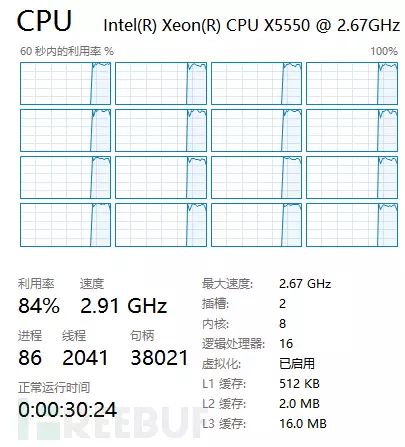 CPU Intel(R) Xeon(R) CPU X5550 @ 2.67GHz
60 秒内的利用率 % 100%
利用率 速度
84% 2.91 GHz
进程 线程 句柄
86 2041 38021
正常运行时间
0:00:30:24
最大速度: 2.67 GHz
插槽: 2
内核: 8
逻辑处理器: 16
虚拟化: 已启用
L1 缓存: 512 KB
L2 缓存: 2.0 MB
L3 缓存: 16.0 MB
FREEBUF